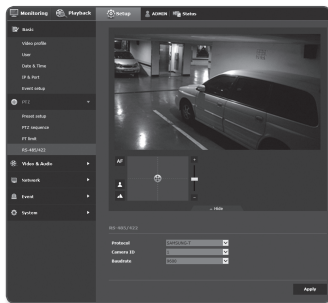 Monitoring Playback Setup ADMIN Status
Basic
Video profile
User
Date & Time
IP & Port
Event setup
PTZ
Preset setup
PTZ sequence
PT limit
RS-485/422
Video & Audio
Network
Event
System
AF
Hide
RS-485/422
Protocol SAMSUNG T
Camera ID 1
Baudrate 9600
Apply